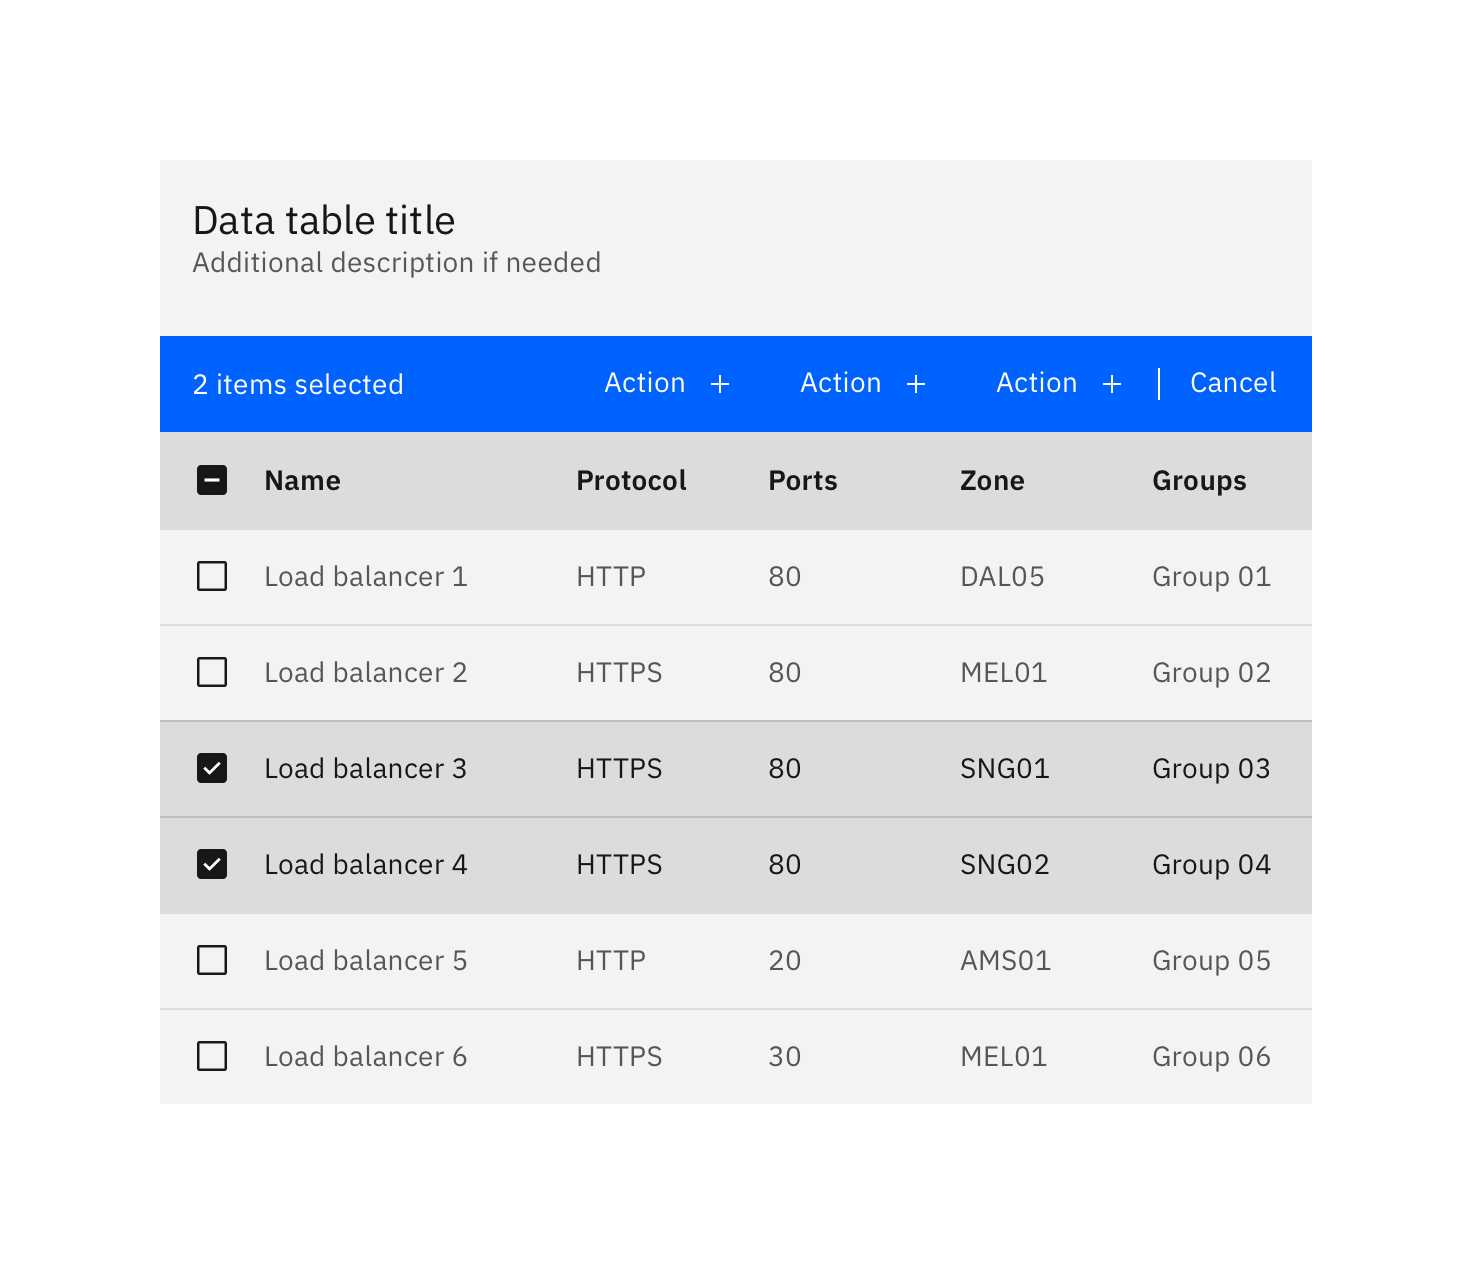 Data table title
Additional description if needed
2 items selected Action Action Action Cancel
Name Protocol Ports Zone Groups
Load balancer 1 HTTP 80 DAL05 Group 01
Load balancer 2 HTTPS 80 MEL01 Group 02
Load balancer 3 HTTPS 80 SNG01 Group 03
Load balancer 4 HTTPS 80 SNG02 Group 04
Load balancer 5 HTTP 20 AMS01 Group 05
Load balancer 6 HTTPS 30 MEL01 Group 06